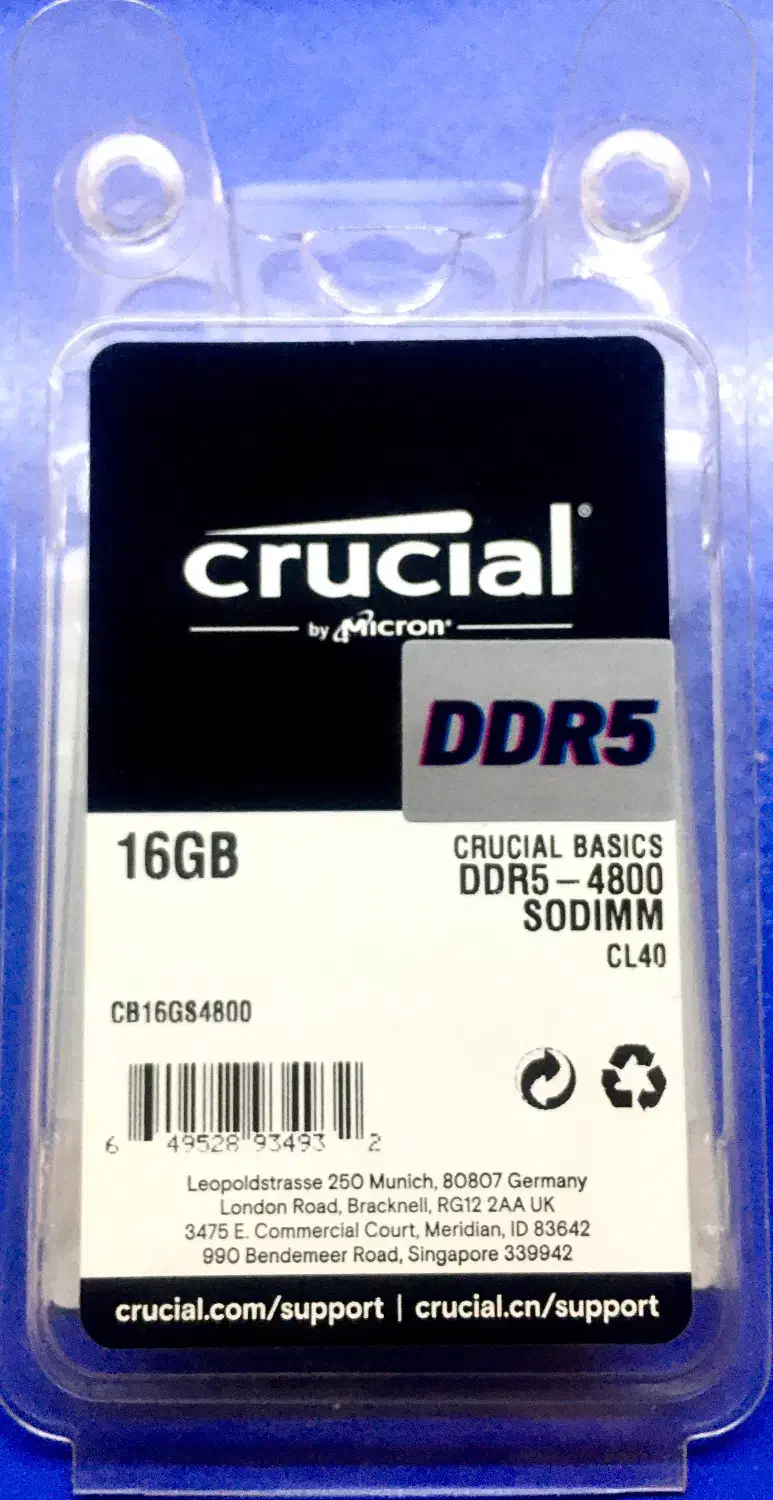 crucial®
by Micron®
DDR5
16GB
CRUCIAL BASICS
DDR5–4800
SODIMM
CL40
CB16GS4800
6 49528 93493 2
Leopoldstrasse 250 Munich, 80807 Germany
London Road, Bracknell, RG12 2AA UK
3475 E. Commercial Court, Meridian, ID 83642
990 Bendemeer Road, Singapore 339942
crucial.com/support | crucial.cn/support